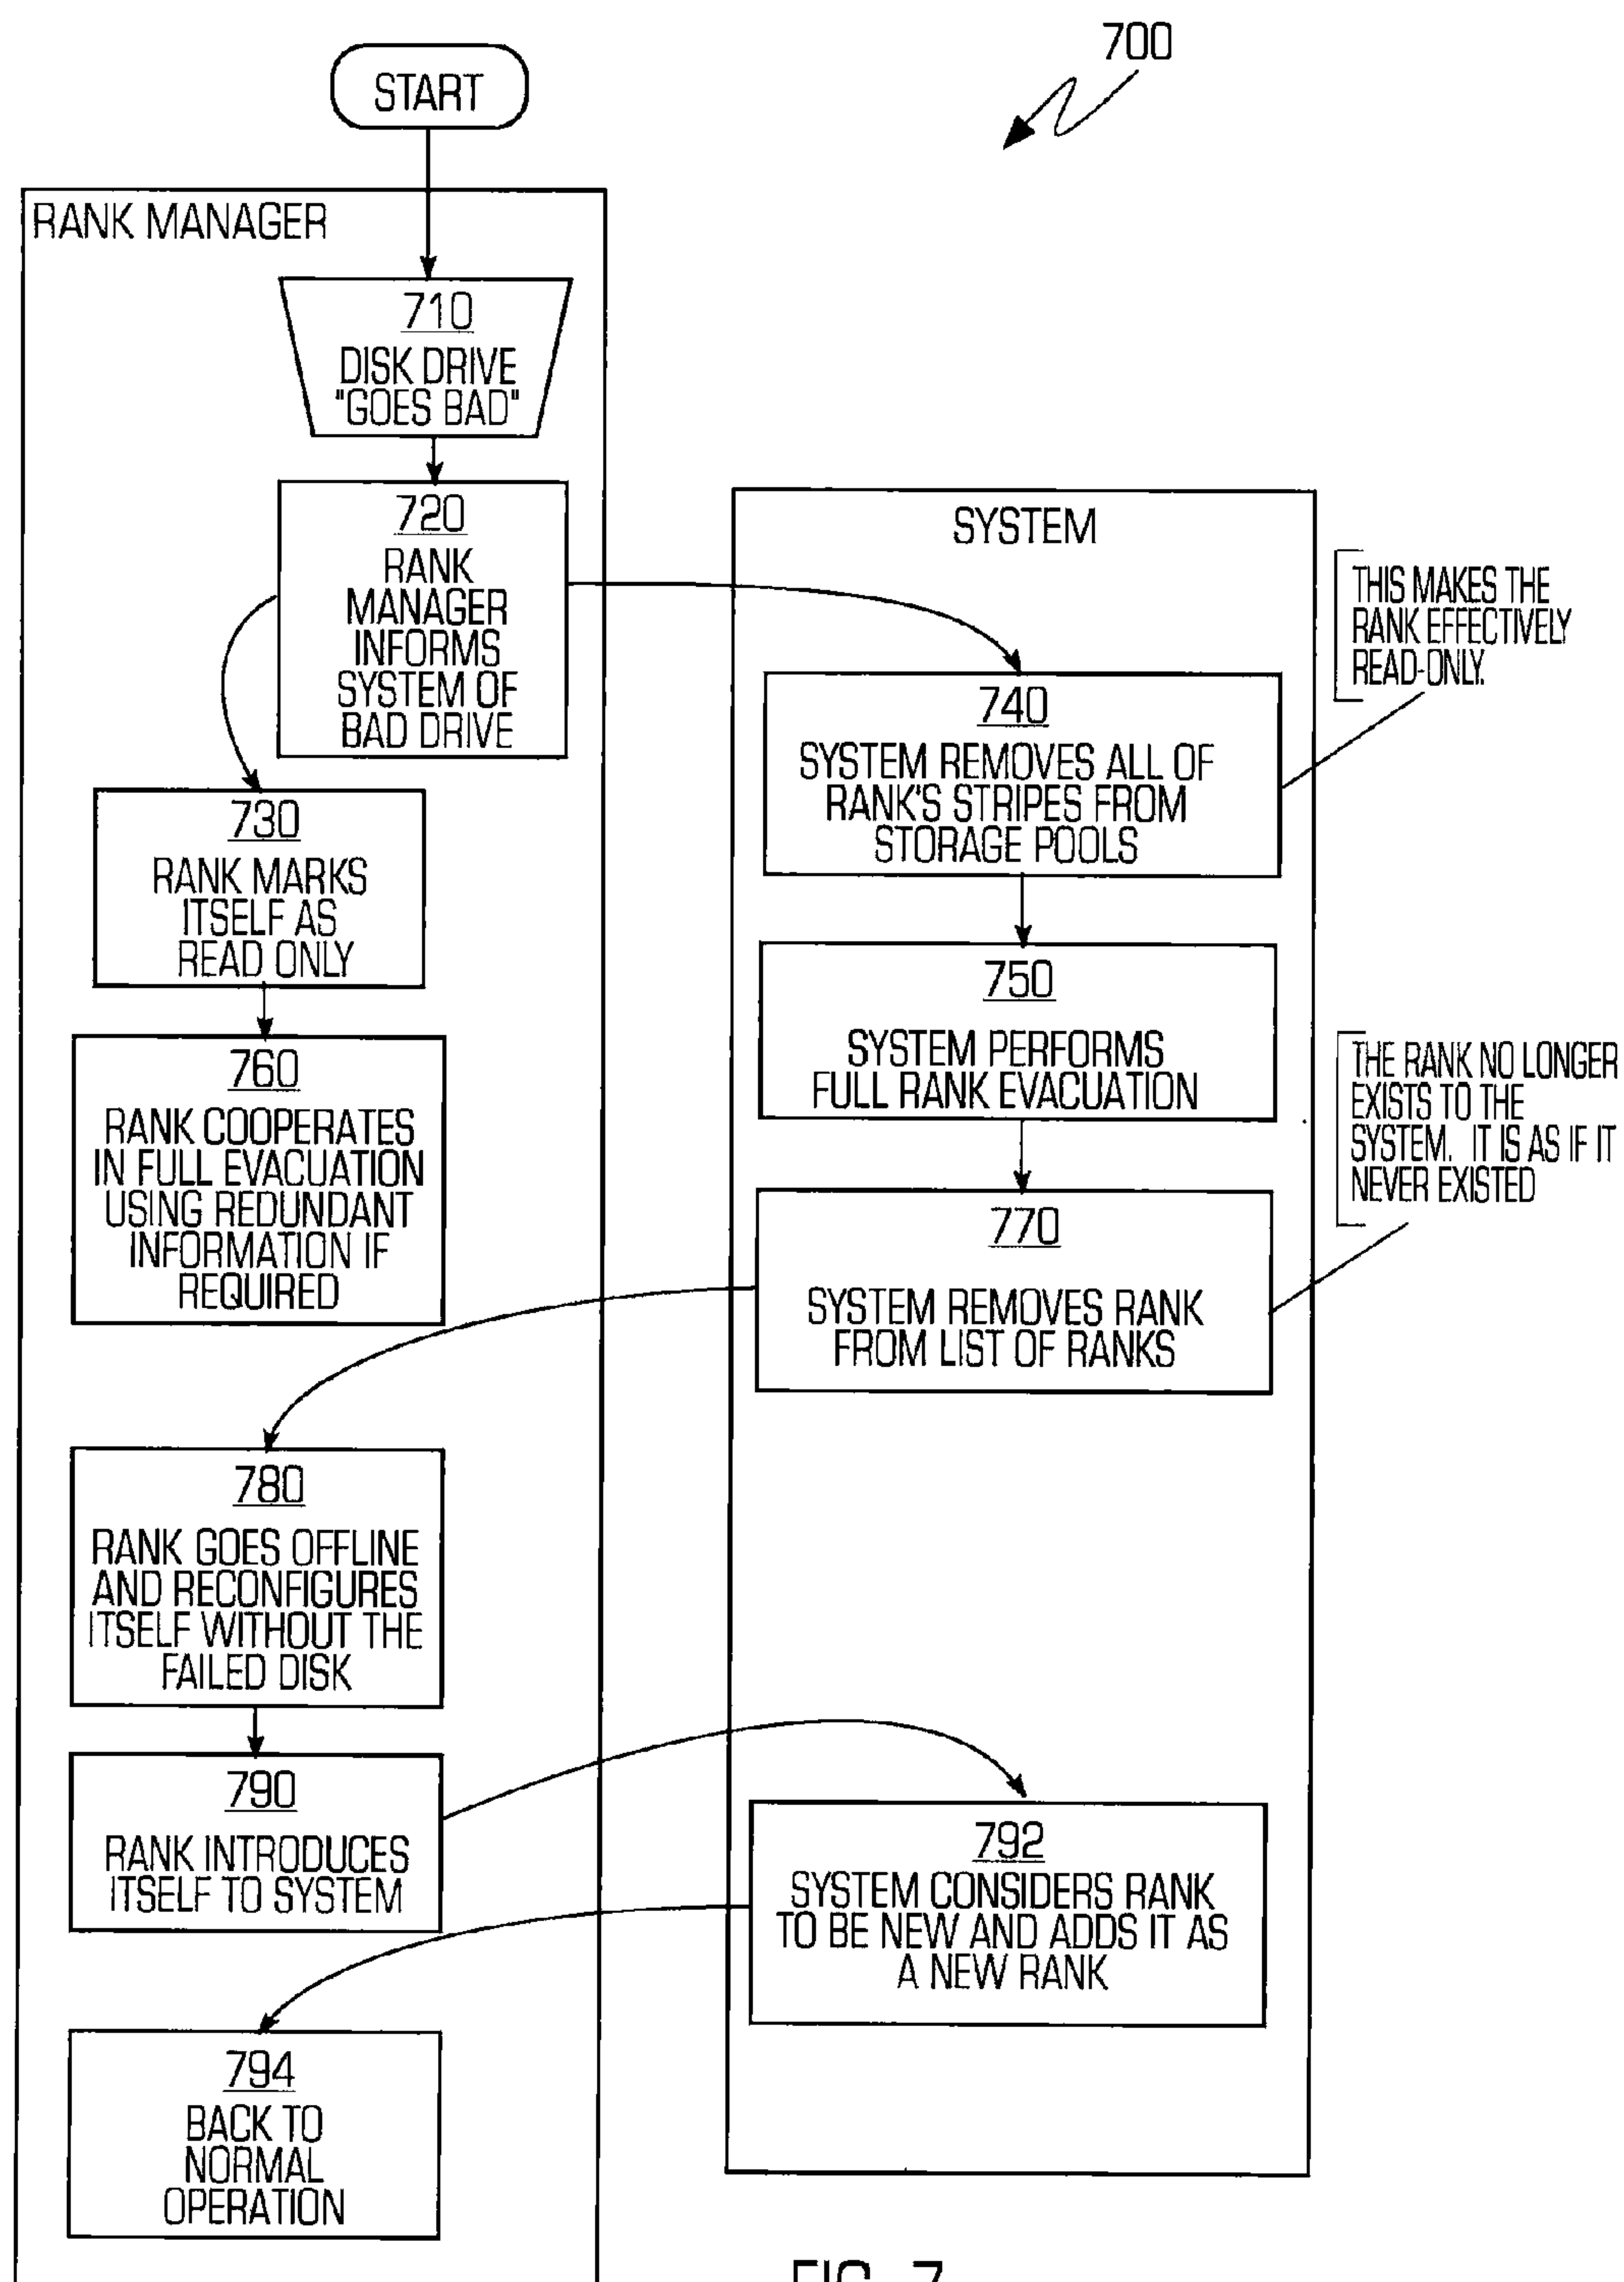 700
START
RANK MANAGER
710
DISK DRIVE
"GOES BAD"
720
RANK
MANAGER
INFORMS
SYSTEM OF
BAD DRIVE
SYSTEM
THIS MAKES THE
RANK EFFECTIVELY
READ-ONLY.
730
RANK MARKS
ITSELF AS
READ ONLY
740
SYSTEM REMOVES ALL OF
RANK'S STRIPES FROM
STORAGE POOLS
750
SYSTEM PERFORMS
FULL RANK EVACUATION
760
RANK COOPERATES
IN FULL EVACUATION
USING REDUNDANT
INFORMATION IF
REQUIRED
THE RANK NO LONGER
EXISTS TO THE
SYSTEM. IT IS AS IF IT
NEVER EXISTED
770
SYSTEM REMOVES RANK
FROM LIST OF RANKS
780
RANK GOES OFFLINE
AND RECONFIGURES
ITSELF WITHOUT THE
FAILED DISK
790
RANK INTRODUCES
ITSELF TO SYSTEM
792
SYSTEM CONSIDERS RANK
TO BE NEW AND ADDS IT AS
A NEW RANK
794
BACK TO
NORMAL
OPERATION
FIG. 7